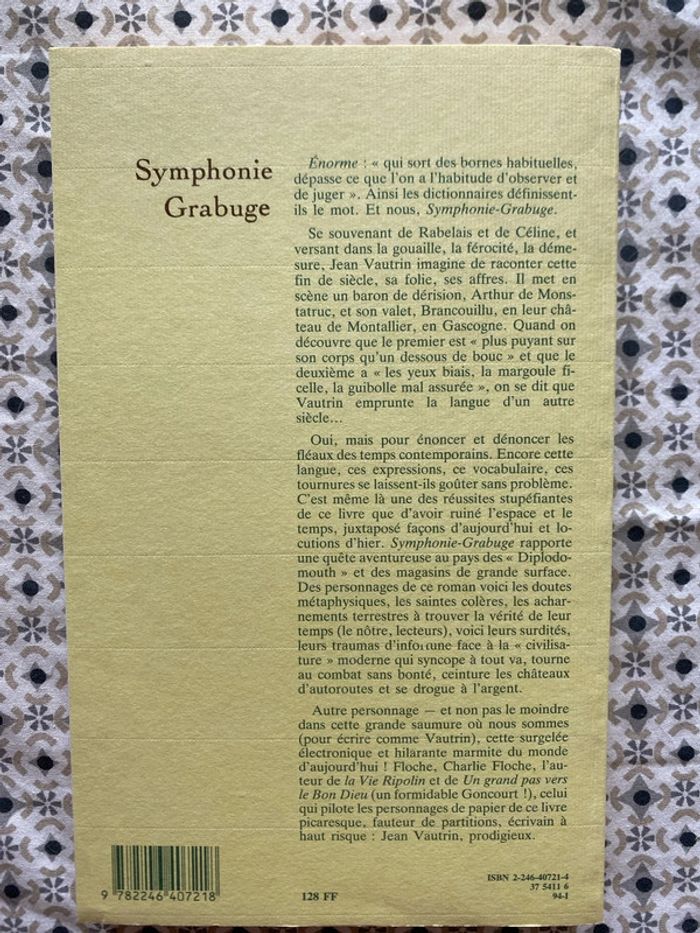 Symphonie
Grabuge
Énorme : « qui sort des bornes habituelles,
dépasse ce que l'on a l'habitude d'observer et
de juger ». Ainsi les dictionnaires définissent-
ils le mot. Et nous, Symphonie-Grabuge.
Se souvenant de Rabelais et de Céline, et
versant dans la gouaille, la férocité, la déme-
sure, Jean Vautrin imagine de raconter cette
fin de siècle, sa folie, ses affres. Il met en
scène un baron de dérision, Arthur de Mons-
tatruc, et son valet, Brancouillu, en leur châ-
teau de Montallier, en Gascogne. Quand on
découvre que le premier est « plus puyant sur
son corps qu'un dessous de bouc » et que le
deuxième a « les yeux biais, la margoule fi-
celle, la guibolle mal assurée », on se dit que
Vautrin emprunte la langue d'un autre
siècle...
Oui, mais pour énoncer et dénoncer les
fléaux des temps contemporains. Encore cette
langue, ces expressions, ce vocabulaire, ces
tournures se laissent-ils goûter sans problème.
C'est même là une des réussites stupéfiantes
de ce livre que d'avoir ruiné l'espace et le
temps, juxtaposé façons d'aujourd'hui et lo-
cutions d'hier. Symphonie-Grabuge rapporte
une quête aventureuse au pays des « Diplodo-
mouth » et des magasins de grande surface.
Des personnages de ce roman voici les doutes
métaphysiques, les saintes colères, les achar-
nements terrestres à trouver la vérité de leur
temps (le nôtre, lecteurs), voici leurs surdités,
leurs traumas d'infortune face à la « civilisa-
ture » moderne qui syncope à tout va, tourne
au combat sans bonté, ceinture les châteaux
d'autoroutes et se drogue à l'argent.
Autre personnage — et non pas le moindre
dans cette grande saumure où nous sommes
(pour écrire comme Vautrin), cette surgelée
électronique et hilarante marmite du monde
d'aujourd'hui ! Floche, Charlie Floche, l'au-
teur de la Vie Ripolin et de Un grand pas vers
le Bon Dieu (un formidable Goncourt !), celui
qui pilote les personnages de papier de ce livre
picaresque, fauteur de partitions, écrivain à
haut risque : Jean Vautrin, prodigieux.
9 782246 407218
128 FF
ISBN 2-246-40721-4
37 5411 6
94-I